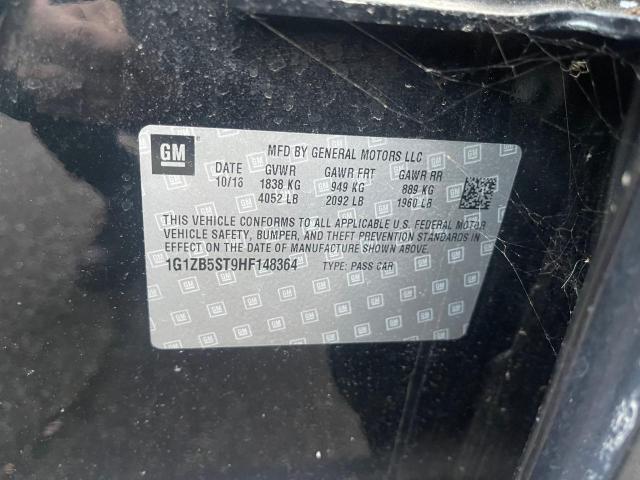 GM
MFD BY GENERAL MOTORS LLC
DATE GVWR GAWR FRT GAWR RR
10/16 1838 KG 949 KG 889 KG
4052 LB 2092 LB 1960 LB
THIS VEHICLE CONFORMS TO ALL APPLICABLE U.S. FEDERAL MOTOR
VEHICLE SAFETY, BUMPER, AND THEFT PREVENTION STANDARDS IN
EFFECT ON THE DATE OF MANUFACTURE SHOWN ABOVE.
1G1ZB5ST9HF148364 TYPE: PASS CAR